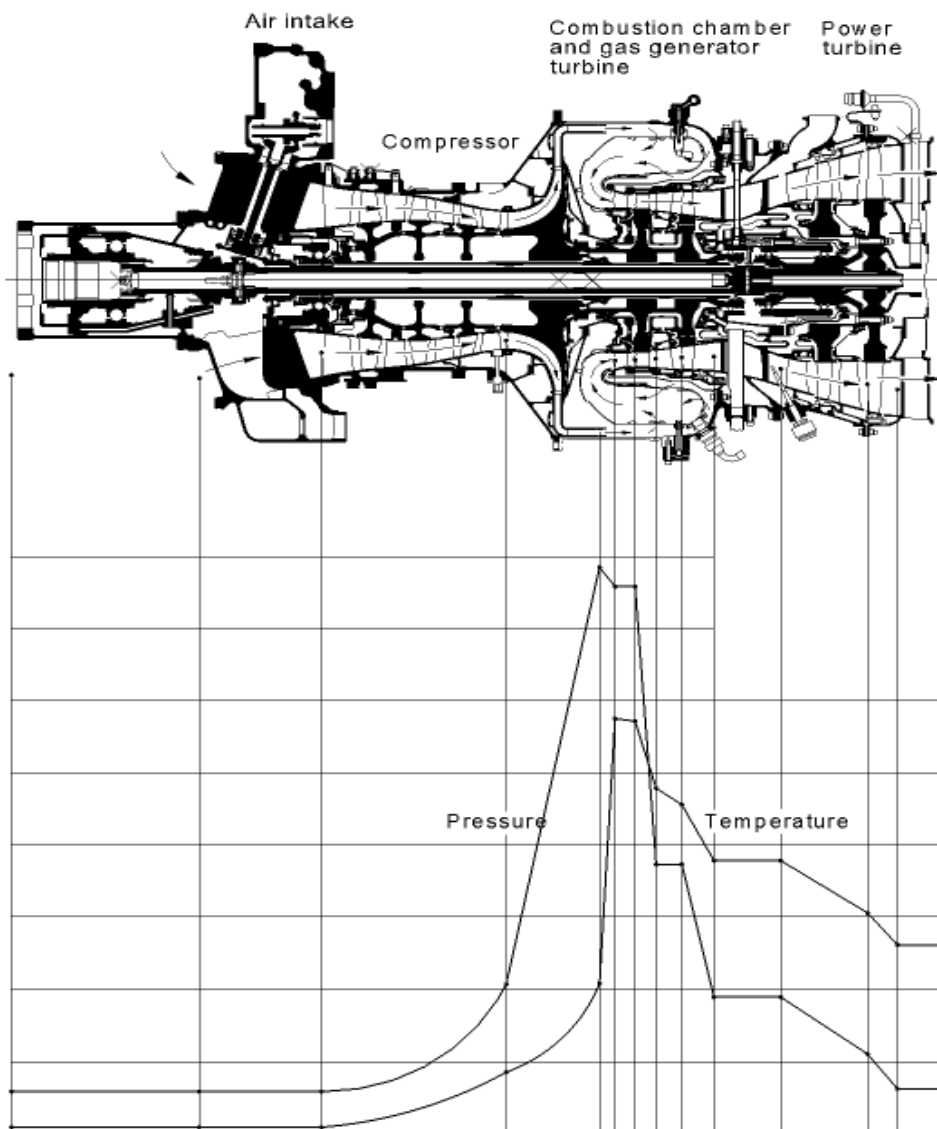 Air intake
Combustion chamber
and gas generator
turbine
Power
turbine
Compressor
Pressure
Temperature